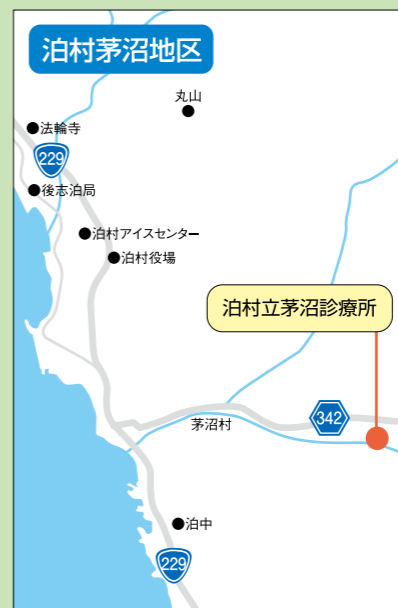 泊村茅沼地区
丸山
●法輪寺
229
●後志泊局
●泊村アイスセンター
●泊村役場
泊村立茅沼診療所
342
茅沼村
●泊中
229